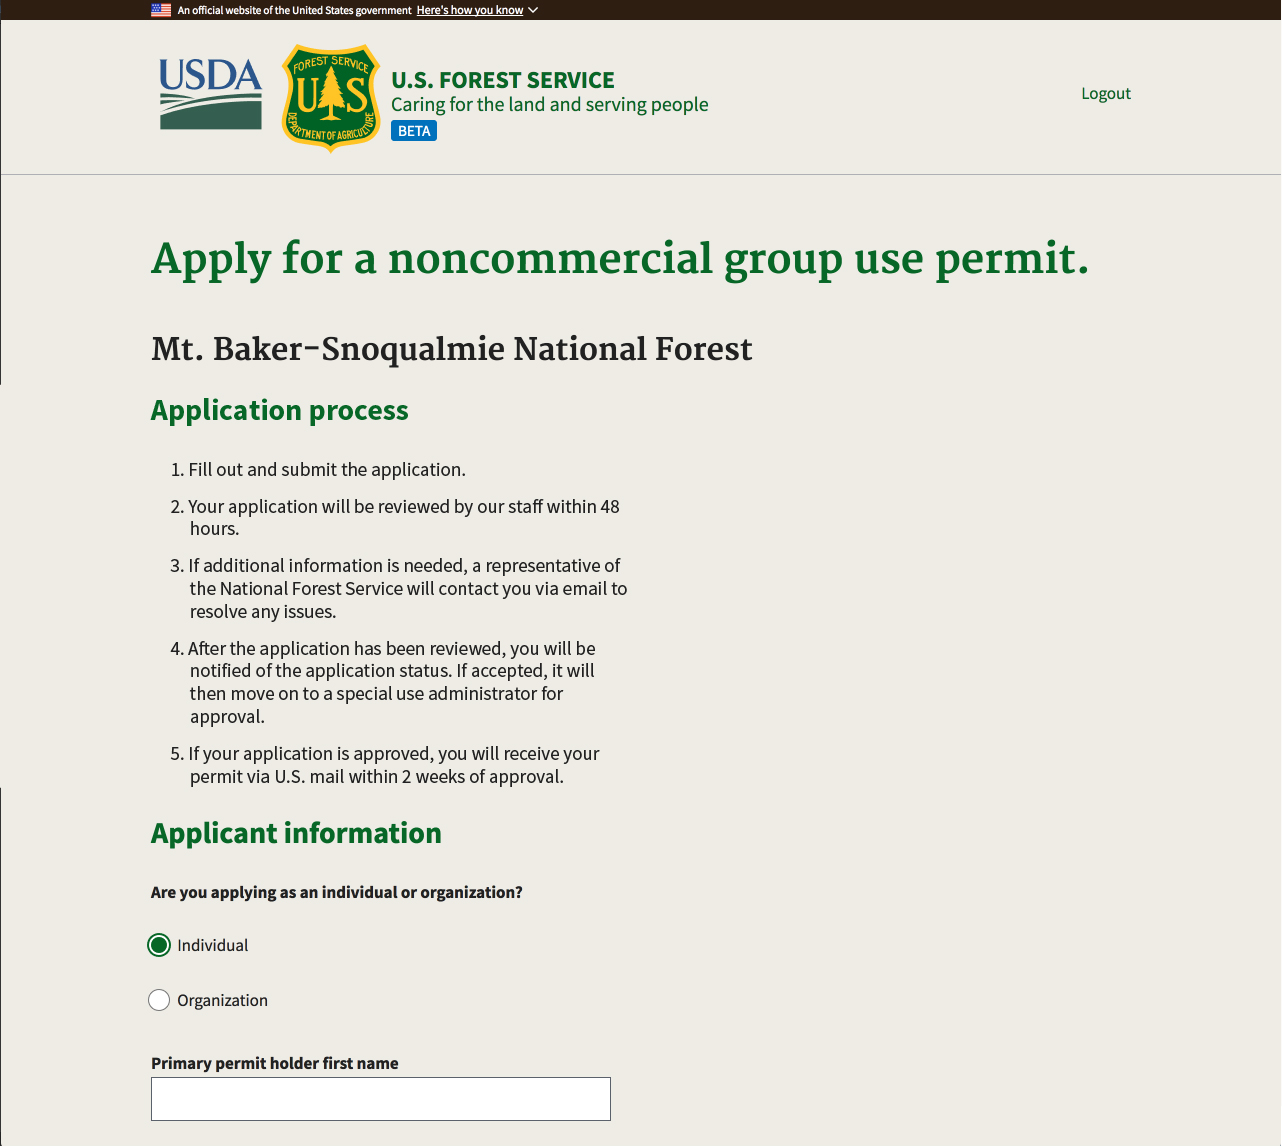 An official website of the United States government Here's how you know
USDA
FOREST SERVICE
U S
DEPARTMENT OF AGRICULTURE
U.S. FOREST SERVICE
Caring for the land and serving people
BETA
Logout
Apply for a noncommercial group use permit.
Mt. Baker-Snoqualmie National Forest
Application process
1. Fill out and submit the application.
2. Your application will be reviewed by our staff within 48
hours.
3. If additional information is needed, a representative of
the National Forest Service will contact you via email to
resolve any issues.
4. After the application has been reviewed, you will be
notified of the application status. If accepted, it will
then move on to a special use administrator for
approval.
5. If your application is approved, you will receive your
permit via U.S. mail within 2 weeks of approval.
Applicant information
Are you applying as an individual or organization?
Individual
Organization
Primary permit holder first name